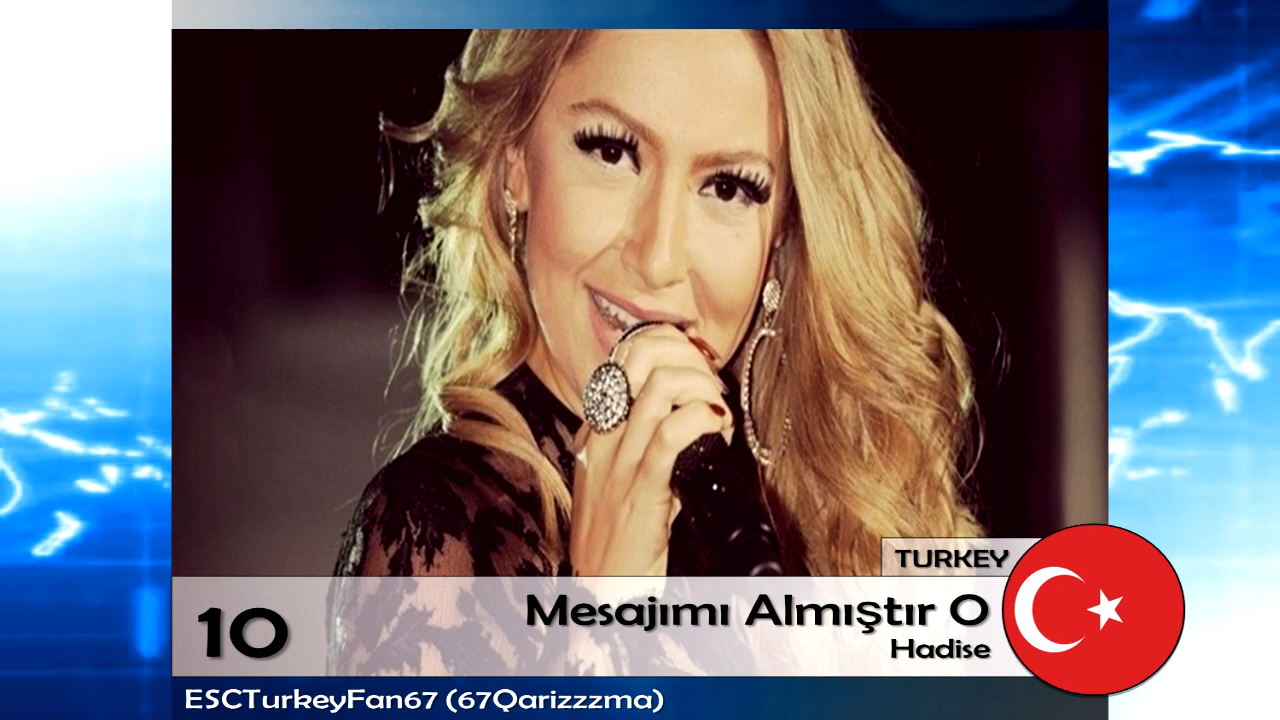 TURKEY
10
Mesajımı Almıştır O
Hadise
ESCTurkeyFan67 (67Qarizzzma)